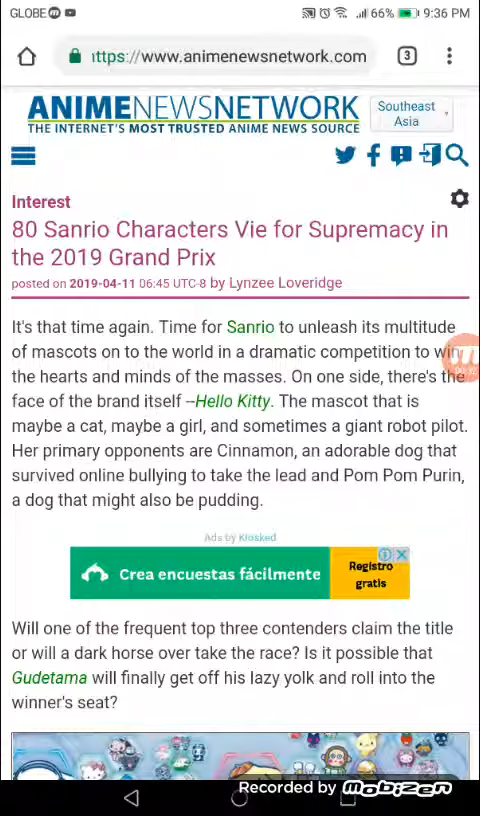 GLOBE 66% 9:36 PM
ttps://www.animenewsnetwork.com 3
ANIMENEWSNETWORK
THE INTERNET'S MOST TRUSTED ANIME NEWS SOURCE
Southeast
Asia
Interest
80 Sanrio Characters Vie for Supremacy in
the 2019 Grand Prix
posted on 2019-04-11 06:45 UTC-8 by Lynzee Loveridge
It's that time again. Time for Sanrio to unleash its multitude
of mascots on to the world in a dramatic competition to win
the hearts and minds of the masses. On one side, there's the
face of the brand itself --Hello Kitty. The mascot that is
maybe a cat, maybe a girl, and sometimes a giant robot pilot.
Her primary opponents are Cinnamon, an adorable dog that
survived online bullying to take the lead and Pom Pom Purin,
a dog that might also be pudding.
Ads by Kiosked
Crea encuestas fácilmente
Registro
gratis
Will one of the frequent top three contenders claim the title
or will a dark horse over take the race? Is it possible that
Gudetama will finally get off his lazy yolk and roll into the
winner's seat?
Recorded by mobizen